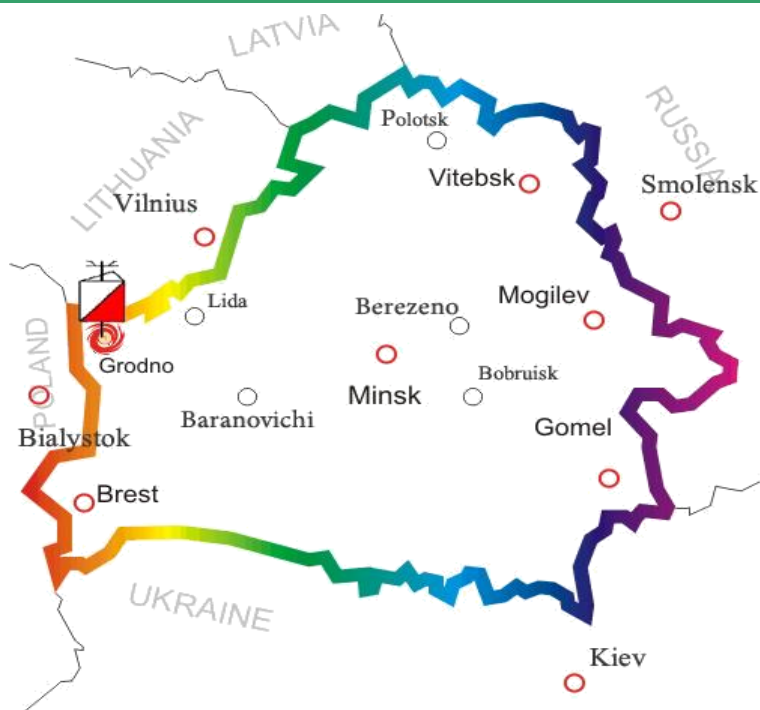 LATVIA
RUSSIA
LITHUANIA
Polotsk
Vitebsk
Smolensk
Vilnius
Lida
Berezeno
Mogilev
POLAND
Grodno
Minsk
Bobruisk
Baranovichi
Gomel
Bialystok
Brest
UKRAINE
Kiev